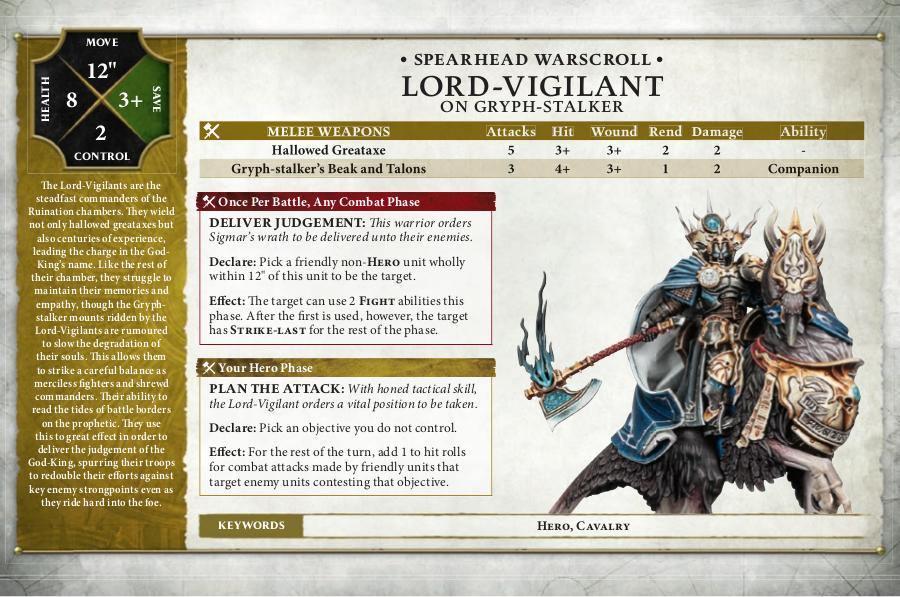 MOVE
12"
HEALTH
8
3+
SAVE
2
CONTROL
The Lord-Vigilants are the
steadfast commanders of the
Ruination chambers. They wield
not only hallowed greataxes but
also centuries of experience,
leading the charge in the God-
King's name. Like the rest of
their chamber, they struggle to
maintain their memories and
empathy, though the Gryph-
stalker mounts ridden by the
Lord-Vigilants are rumoured
to slow the degradation of
their souls. This allows them
to strike a careful balance as
merciless fighters and shrewd
commanders. Their ability to
read the tides of battle borders
on the prophetic. They use
this to great effect in order to
deliver the judgement of the
God-King, spurring their troops
to redouble their efforts against
key enemy strongpoints even as
they ride hard into the foe.
• SPEARHEAD WARSCROLL •
LORD-VIGILANT
ON GRYPH-STALKER
MELEE WEAPONS Attacks Hit Wound Rend Damage Ability
Hallowed Greataxe 5 3+ 3+ 2 2 -
Gryph-stalker's Beak and Talons 3 4+ 3+ 1 2 Companion
Once Per Battle, Any Combat Phase
DELIVER JUDGEMENT: This warrior orders
Sigmar's wrath to be delivered unto their enemies.
Declare: Pick a friendly non-HERO unit wholly
within 12" of this unit to be the target.
Effect: The target can use 2 FIGHT abilities this
phase. After the first is used, however, the target
has STRIKE-LAST for the rest of the phase.
Your Hero Phase
PLAN THE ATTACK: With honed tactical skill,
the Lord-Vigilant orders a vital position to be taken.
Declare: Pick an objective you do not control.
Effect: For the rest of the turn, add 1 to hit rolls
for combat attacks made by friendly units that
target enemy units contesting that objective.
KEYWORDS HERO, CAVALRY